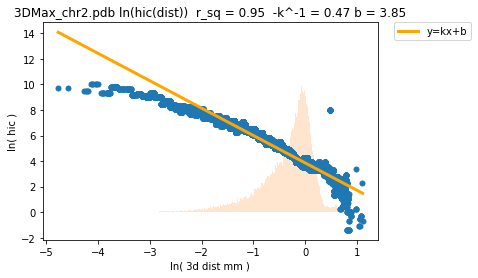 3DMax_chr2.pdb ln(hic(dist))  r_sq = 0.95  -k^-1 = 0.47 b = 3.85
y=kx+b
14
12
10
8
6
4
2
0
−2
ln( hic )
−5 −4 −3 −2 −1 0 1
ln( 3d dist mm )